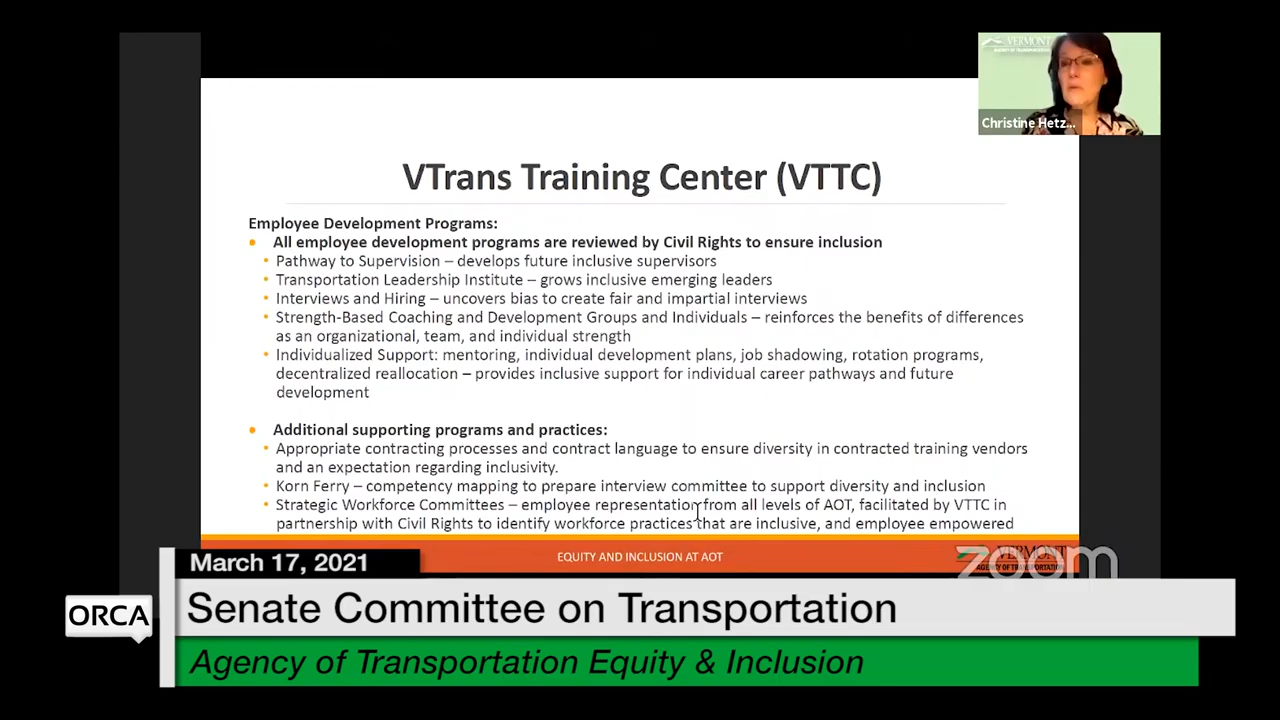 VERMONT
AGENCY OF TRANSPORTATION
Christine Hetz...
VTrans Training Center (VTTC)
Employee Development Programs:
• All employee development programs are reviewed by Civil Rights to ensure inclusion
• Pathway to Supervision – develops future inclusive supervisors
• Transportation Leadership Institute – grows inclusive emerging leaders
• Interviews and Hiring – uncovers bias to create fair and impartial interviews
• Strength-Based Coaching and Development Groups and Individuals – reinforces the benefits of differences
as an organizational, team, and individual strength
• Individualized Support: mentoring, individual development plans, job shadowing, rotation programs,
decentralized reallocation – provides inclusive support for individual career pathways and future
development
• Additional supporting programs and practices:
• Appropriate contracting processes and contract language to ensure diversity in contracted training vendors
and an expectation regarding inclusivity.
• Korn Ferry – competency mapping to prepare interview committee to support diversity and inclusion
• Strategic Workforce Committees – employee representation from all levels of AOT, facilitated by VTTC in
partnership with Civil Rights to identify workforce practices that are inclusive, and employee empowered
EQUITY AND INCLUSION AT AOT
VERMONT
AGENCY OF TRANSPORTATION
zoom
March 17, 2021
ORCA
Senate Committee on Transportation
Agency of Transportation Equity & Inclusion